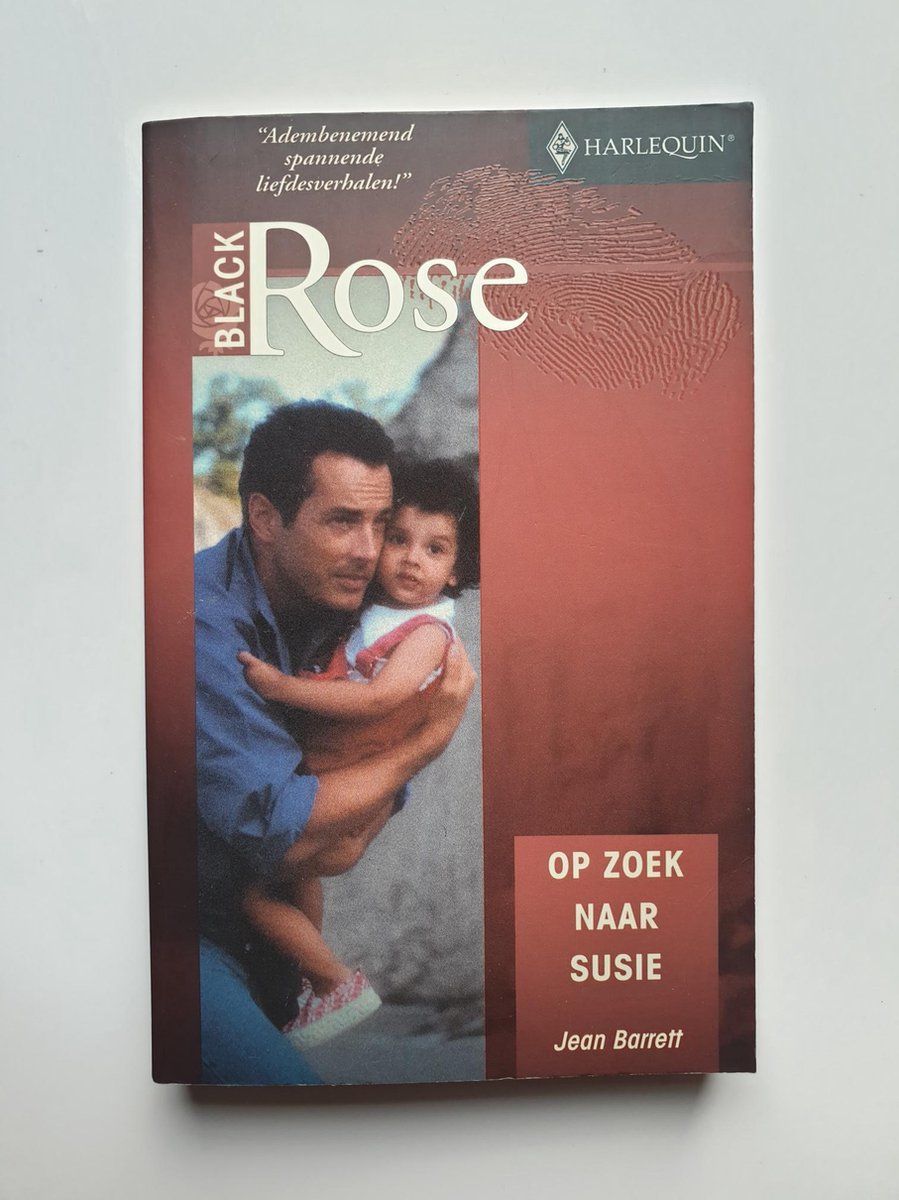 "Adembenemend
spannende
liefdesverhalen!"
HARLEQUIN®
BLACK
Rose
OP ZOEK
NAAR
SUSIE
Jean Barrett